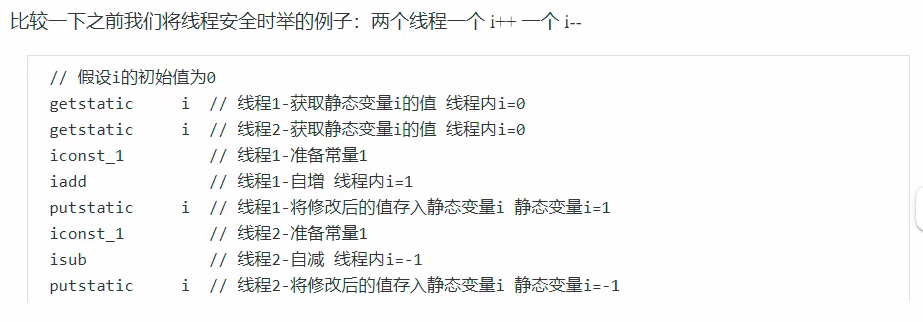 比较一下之前我们将线程安全时举的例子：两个线程一个 i++ 一个 i--
// 假设i的初始值为0
getstatic     i  // 线程1-获取静态变量i的值 线程内i=0
getstatic     i  // 线程2-获取静态变量i的值 线程内i=0
iconst_1         // 线程1-准备常量1
iadd             // 线程1-自增 线程内i=1
putstatic     i  // 线程1-将修改后的值存入静态变量i 静态变量i=1
iconst_1         // 线程2-准备常量1
isub             // 线程2-自减 线程内i=-1
putstatic     i  // 线程2-将修改后的值存入静态变量i 静态变量i=-1